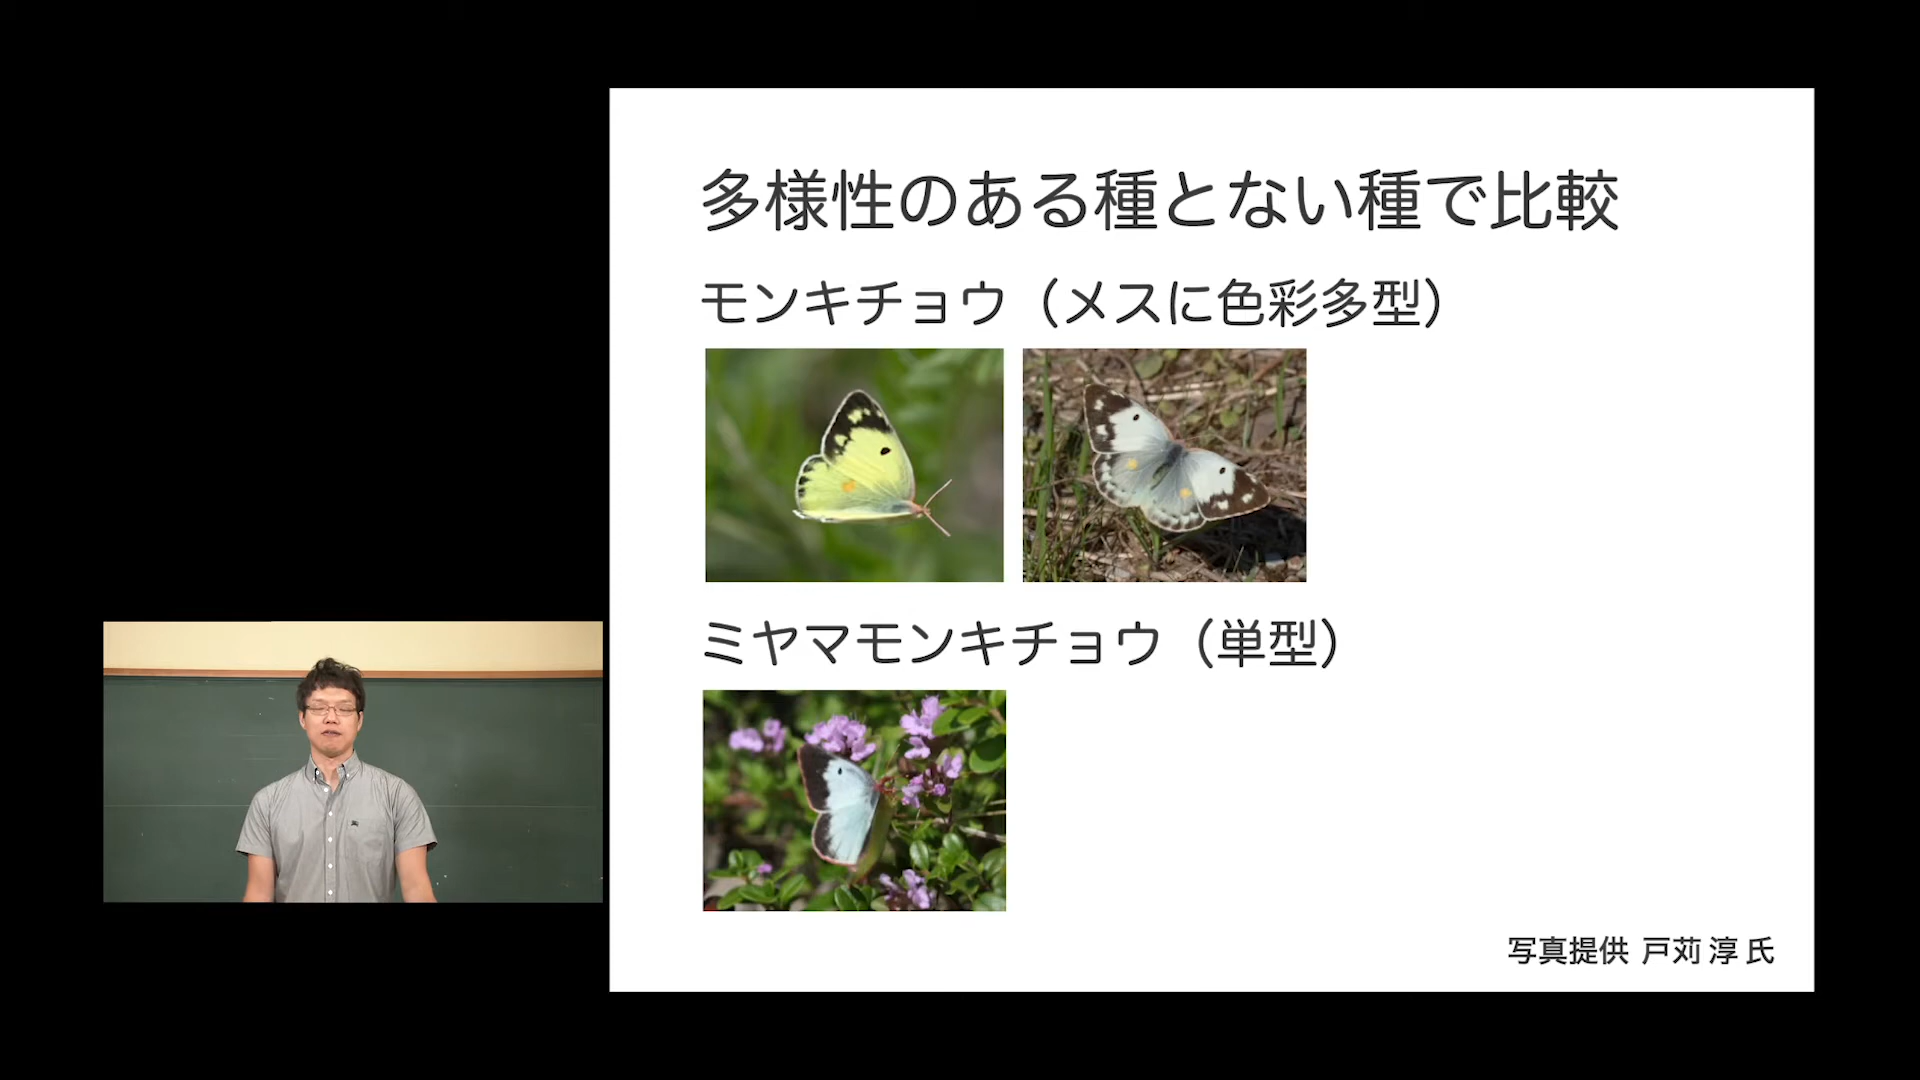 多様性のある種とない種で比較
モンキチョウ（メスに色彩多型）
ミヤマモンキチョウ（単型）
写真提供 戸苅 淳 氏